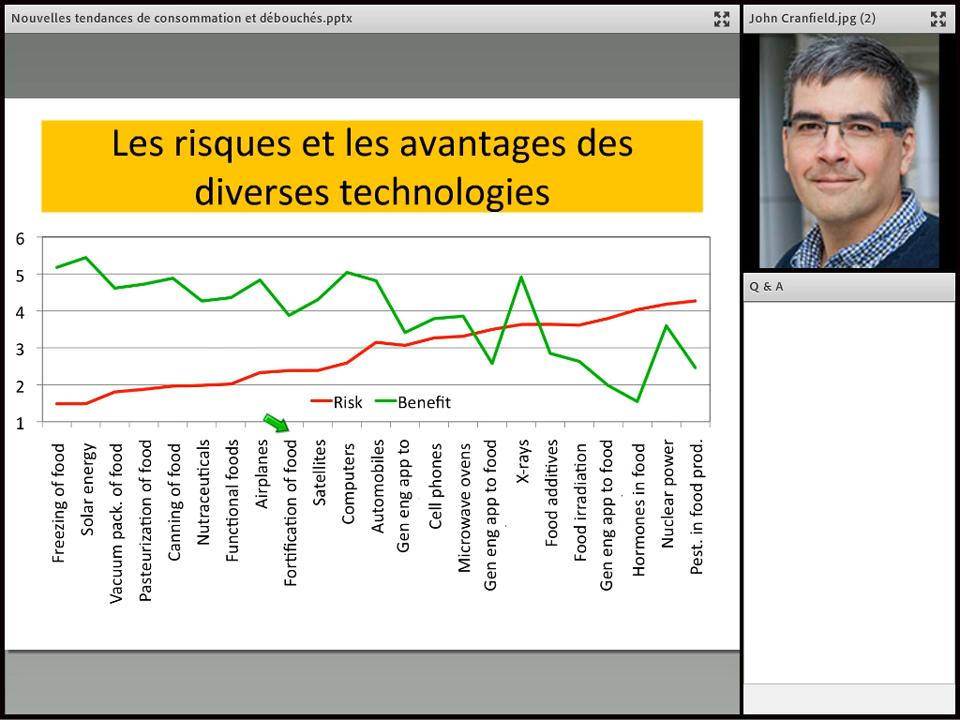 Nouvelles tendances de consommation et débouchés.pptx
John Cranfield.jpg (2)
Q & A
Les risques et les avantages des
diverses technologies
6
5
4
3
2
1
Risk
Benefit
Freezing of food
Solar energy
Vacuum pack. of food
Pasteurization of food
Canning of food
Nutraceuticals
Functional foods
Airplanes
Fortification of food
Satellites
Computers
Automobiles
Gen eng app to
Cell phones
Microwave ovens
Gen eng app to food
X-rays
Food additives
Food irradiation
Gen eng app to food
Hormones in food
Nuclear power
Pest. in food prod.